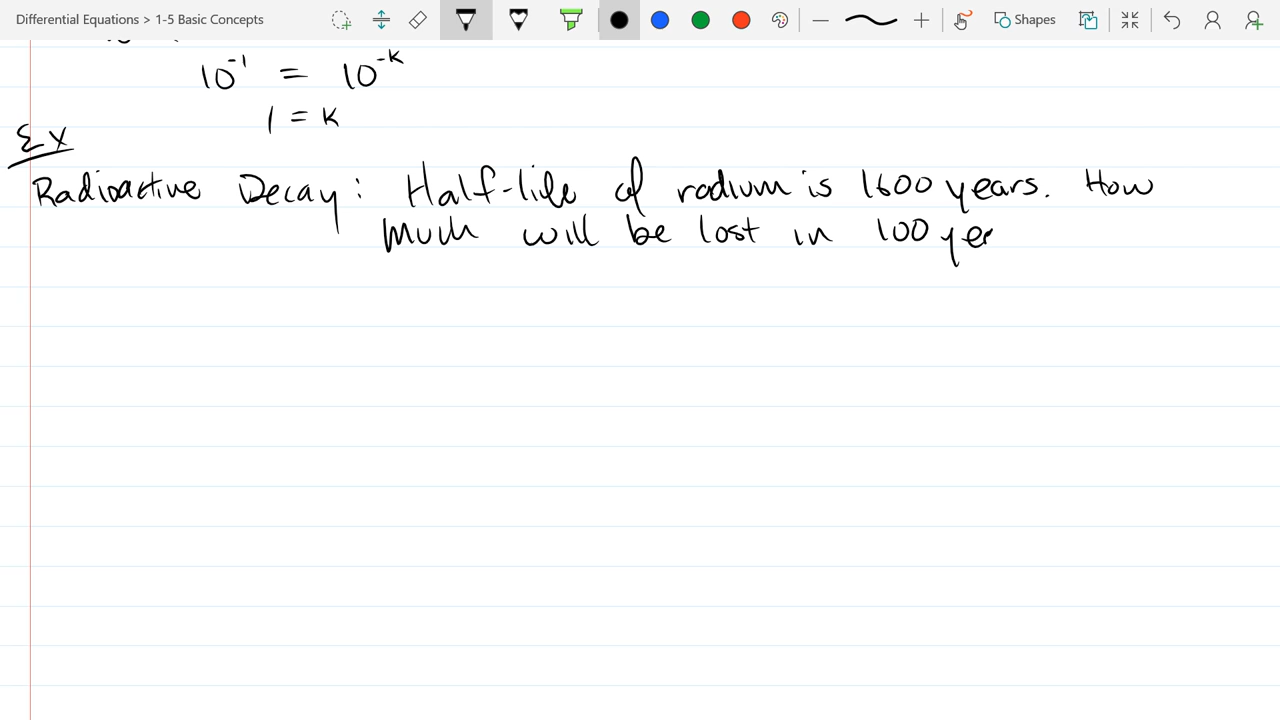 Differential Equations > 1-5 Basic Concepts
Shapes
10^-1 = 10^-k
1 = k
Ex
Radioactive Decay: Half-life of radium is 1600 years. How
much will be lost in 100 yea